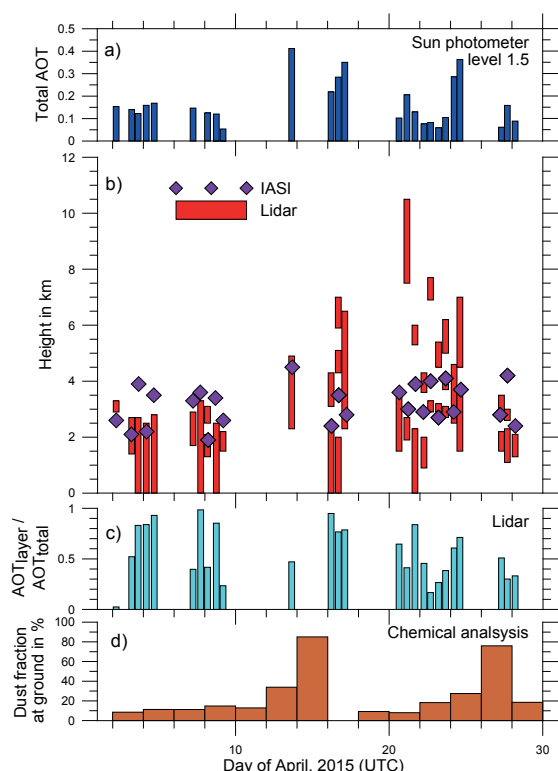 0.5
0.4
0.3
0.2
0.1
0
Total AOT
a)
Sun photometer
level 1.5
12
10
8
6
4
2
0
Height in km
b)
IASI
Lidar
1
0.5
0
AOTlayer /
AOTtotal
c)
Lidar
100
80
60
40
20
0
Dust fraction
at ground in %
d)
Chemical analsysis
10
20
30
Day of April, 2015 (UTC)